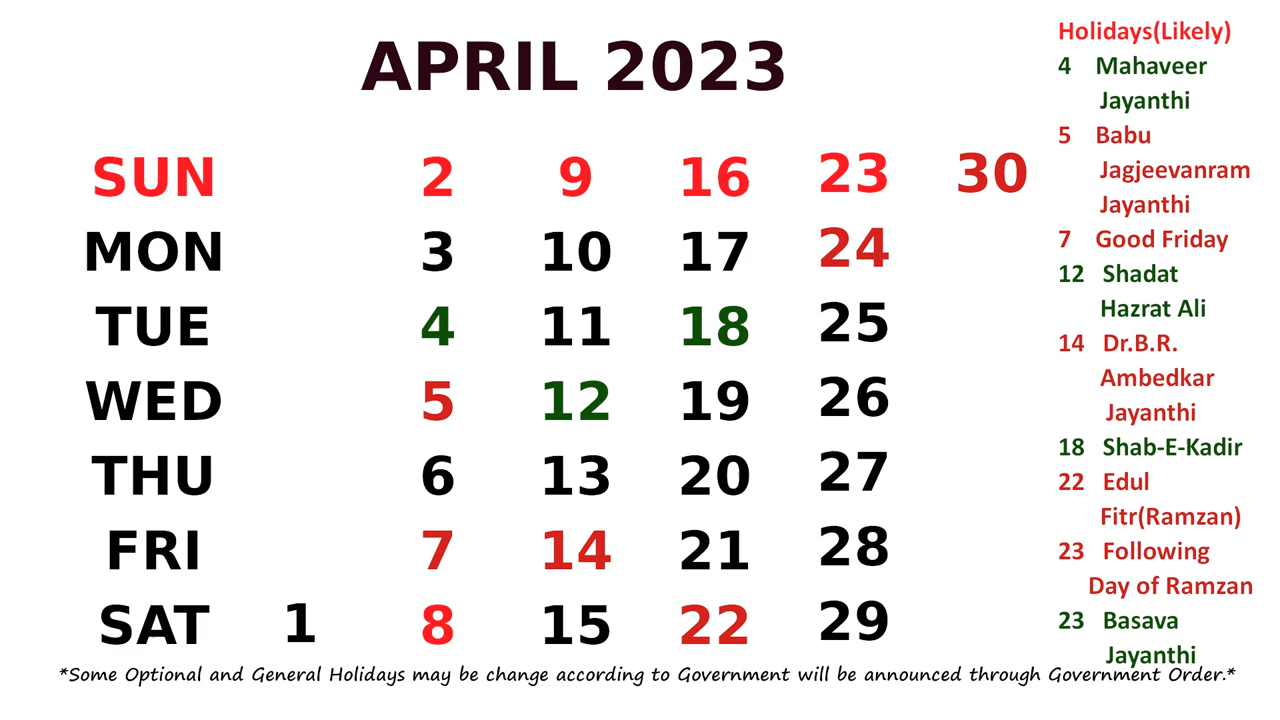 APRIL 2023
SUN 2 9 16 23 30
MON 3 10 17 24
TUE 4 11 18 25
WED 5 12 19 26
THU 6 13 20 27
FRI 7 14 21 28
SAT 1 8 15 22 29
Holidays(Likely)
4 Mahaveer
Jayanthi
5 Babu
Jagjeevanram
Jayanthi
7 Good Friday
12 Shadat
Hazrat Ali
14 Dr.B.R.
Ambedkar
Jayanthi
18 Shab-E-Kadir
22 Edul
Fitr(Ramzan)
23 Following
Day of Ramzan
23 Basava
Jayanthi
*Some Optional and General Holidays may be change according to Government will be announced through Government Order.*